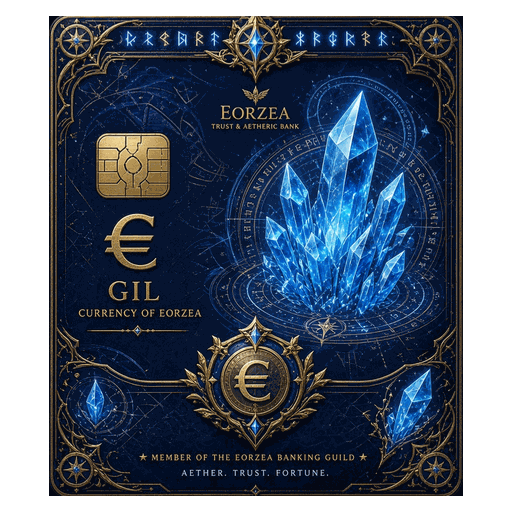 EORZEA
TRUST & AETHERIC BANK
€
GIL
CURRENCY OF EORZEA
€
★ MEMBER OF THE EORZEA BANKING GUILD ★
AETHER. TRUST. FORTUNE.